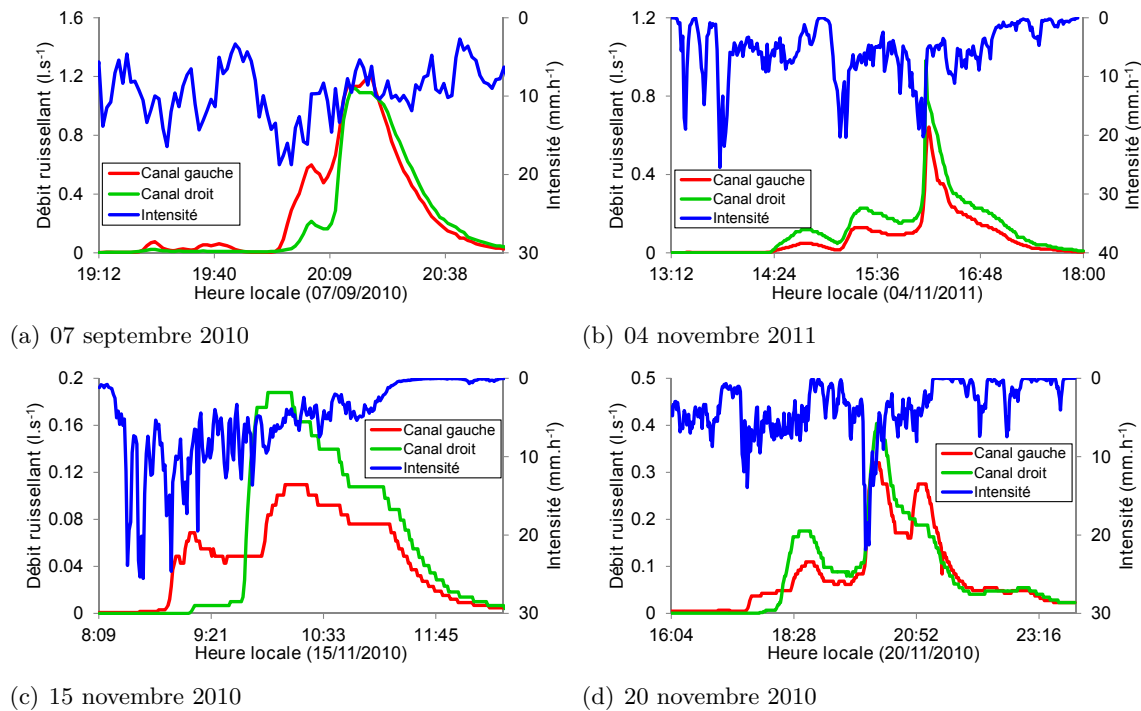 1.6
1.2
0.8
0.4
0
Débit ruisselant (l.s-1)
0
10
20
30
Intensité (mm.h-1)
Canal gauche
Canal droit
Intensité
19:12 19:40 20:09 20:38
Heure locale (07/09/2010)
(a) 07 septembre 2010
1.2
1
0.8
0.6
0.4
0.2
0
Débit ruissellant (l.s-1)
0
10
20
30
40
Intensité (mm.h-1)
Canal gauche
Canal droit
Intensité
13:12 14:24 15:36 16:48 18:00
Heure locale (04/11/2011)
(b) 04 novembre 2011
0.2
0.16
0.12
0.08
0.04
0
Débit ruissellant (l.s-1)
0
10
20
30
Intensité (mm.h-1)
Canal gauche
Canal droit
Intensité
8:09 9:21 10:33 11:45
Heure locale (15/11/2010)
(c) 15 novembre 2010
0.5
0.4
0.3
0.2
0.1
0
Débit ruissellant (l.s-1)
0
10
20
30
Intensité (mm.h-1)
Canal gauche
Canal droit
Intensité
16:04 18:28 20:52 23:16
Heure locale (20/11/2010)
(d) 20 novembre 2010